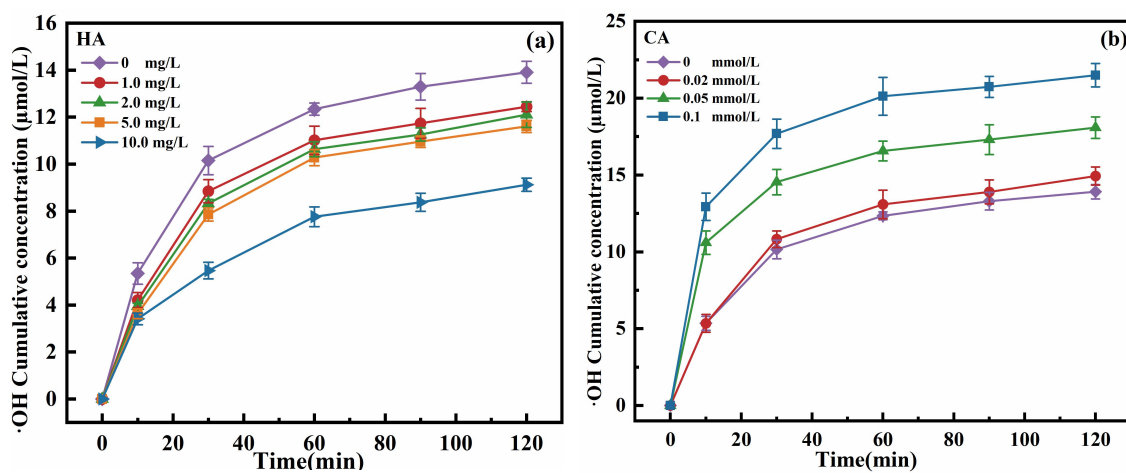 HA
(a)
0 mg/L
1.0 mg/L
2.0 mg/L
5.0 mg/L
10.0 mg/L
·OH Cumulative concentration (μmol/L)
16
14
12
10
8
6
4
2
0
0 20 40 60 80 100 120
Time(min)
CA
(b)
0 mmol/L
0.02 mmol/L
0.05 mmol/L
0.1 mmol/L
·OH Cumulative concentration (μmol/L)
25
20
15
10
5
0
0 20 40 60 80 100 120
Time(min)